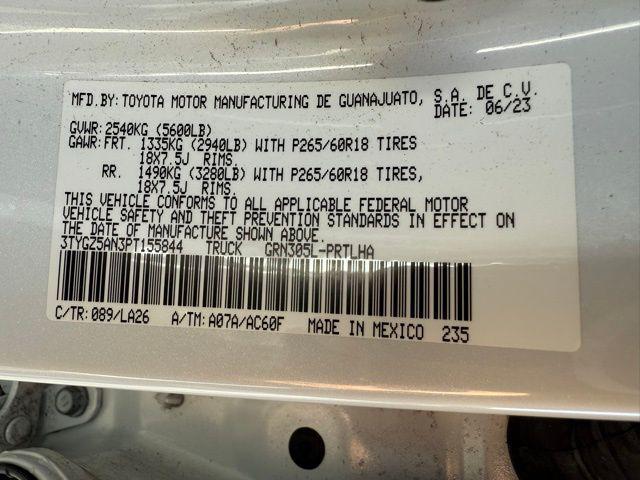 MFD.BY:TOYOTA MOTOR MANUFACTURING DE GUANAJUATO, S.A. DE C.V.
DATE: 06/23
GVWR:2540KG (5600LB)
GAWR:FRT. 1335KG (2940LB) WITH P265/60R18 TIRES
18X7.5J RIMS.
RR. 1490KG (3280LB) WITH P265/60R18 TIRES,
18X7.5J RIMS.
THIS VEHICLE CONFORMS TO ALL APPLICABLE FEDERAL MOTOR
VEHICLE SAFETY AND THEFT PREVENTION STANDARDS IN EFFECT ON
THE DATE OF MANUFACTURE SHOWN ABOVE.
3TYGZ5AN3PT155844 TRUCK GRN305L-PRTLHA
C/TR:089/LA26 A/TM:A07A/AC60F MADE IN MEXICO 235